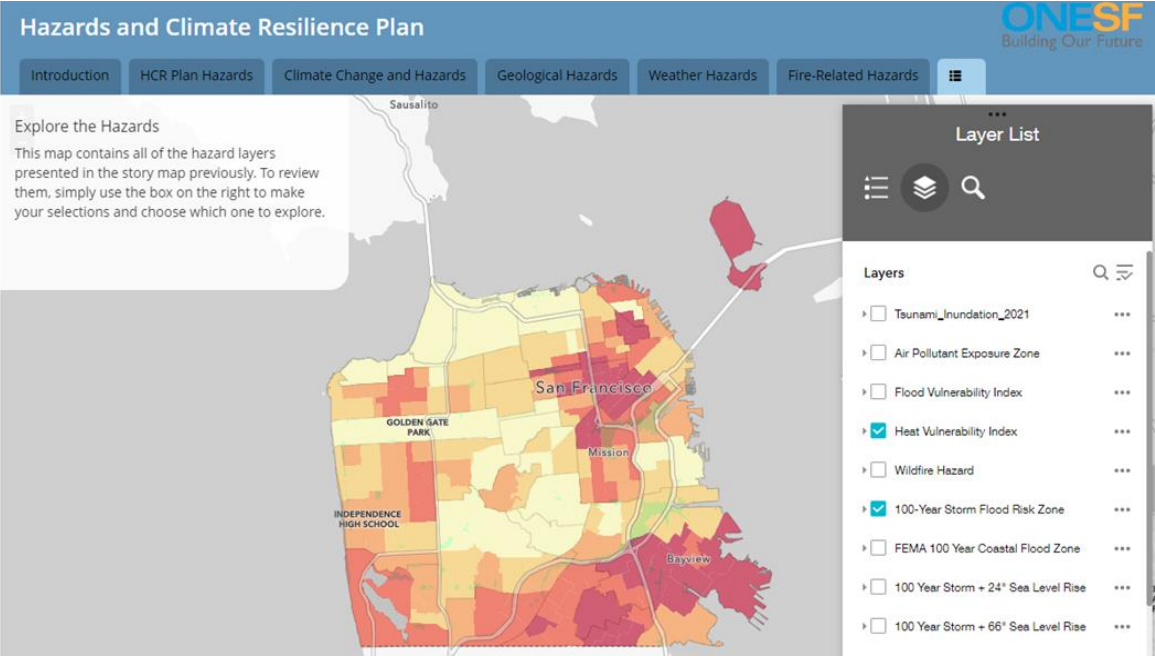 Hazards and Climate Resilience Plan
ONESF
Building Our Future
Introduction
HCR Plan Hazards
Climate Change and Hazards
Geological Hazards
Weather Hazards
Fire-Related Hazards
Explore the Hazards
This map contains all of the hazard layers
presented in the story map previously. To review
them, simply use the box on the right to make
your selections and choose which one to explore.
Sausalito
San Francisco
GOLDEN GATE
PARK
Mission
INDEPENDENCE
HIGH SCHOOL
Bayview
Layer List
Layers
Tsunami_Inundation_2021
Air Pollutant Exposure Zone
Flood Vulnerability Index
Heat Vulnerability Index
Wildfire Hazard
100-Year Storm Flood Risk Zone
FEMA 100 Year Coastal Flood Zone
100 Year Storm + 24" Sea Level Rise
100 Year Storm + 66" Sea Level Rise